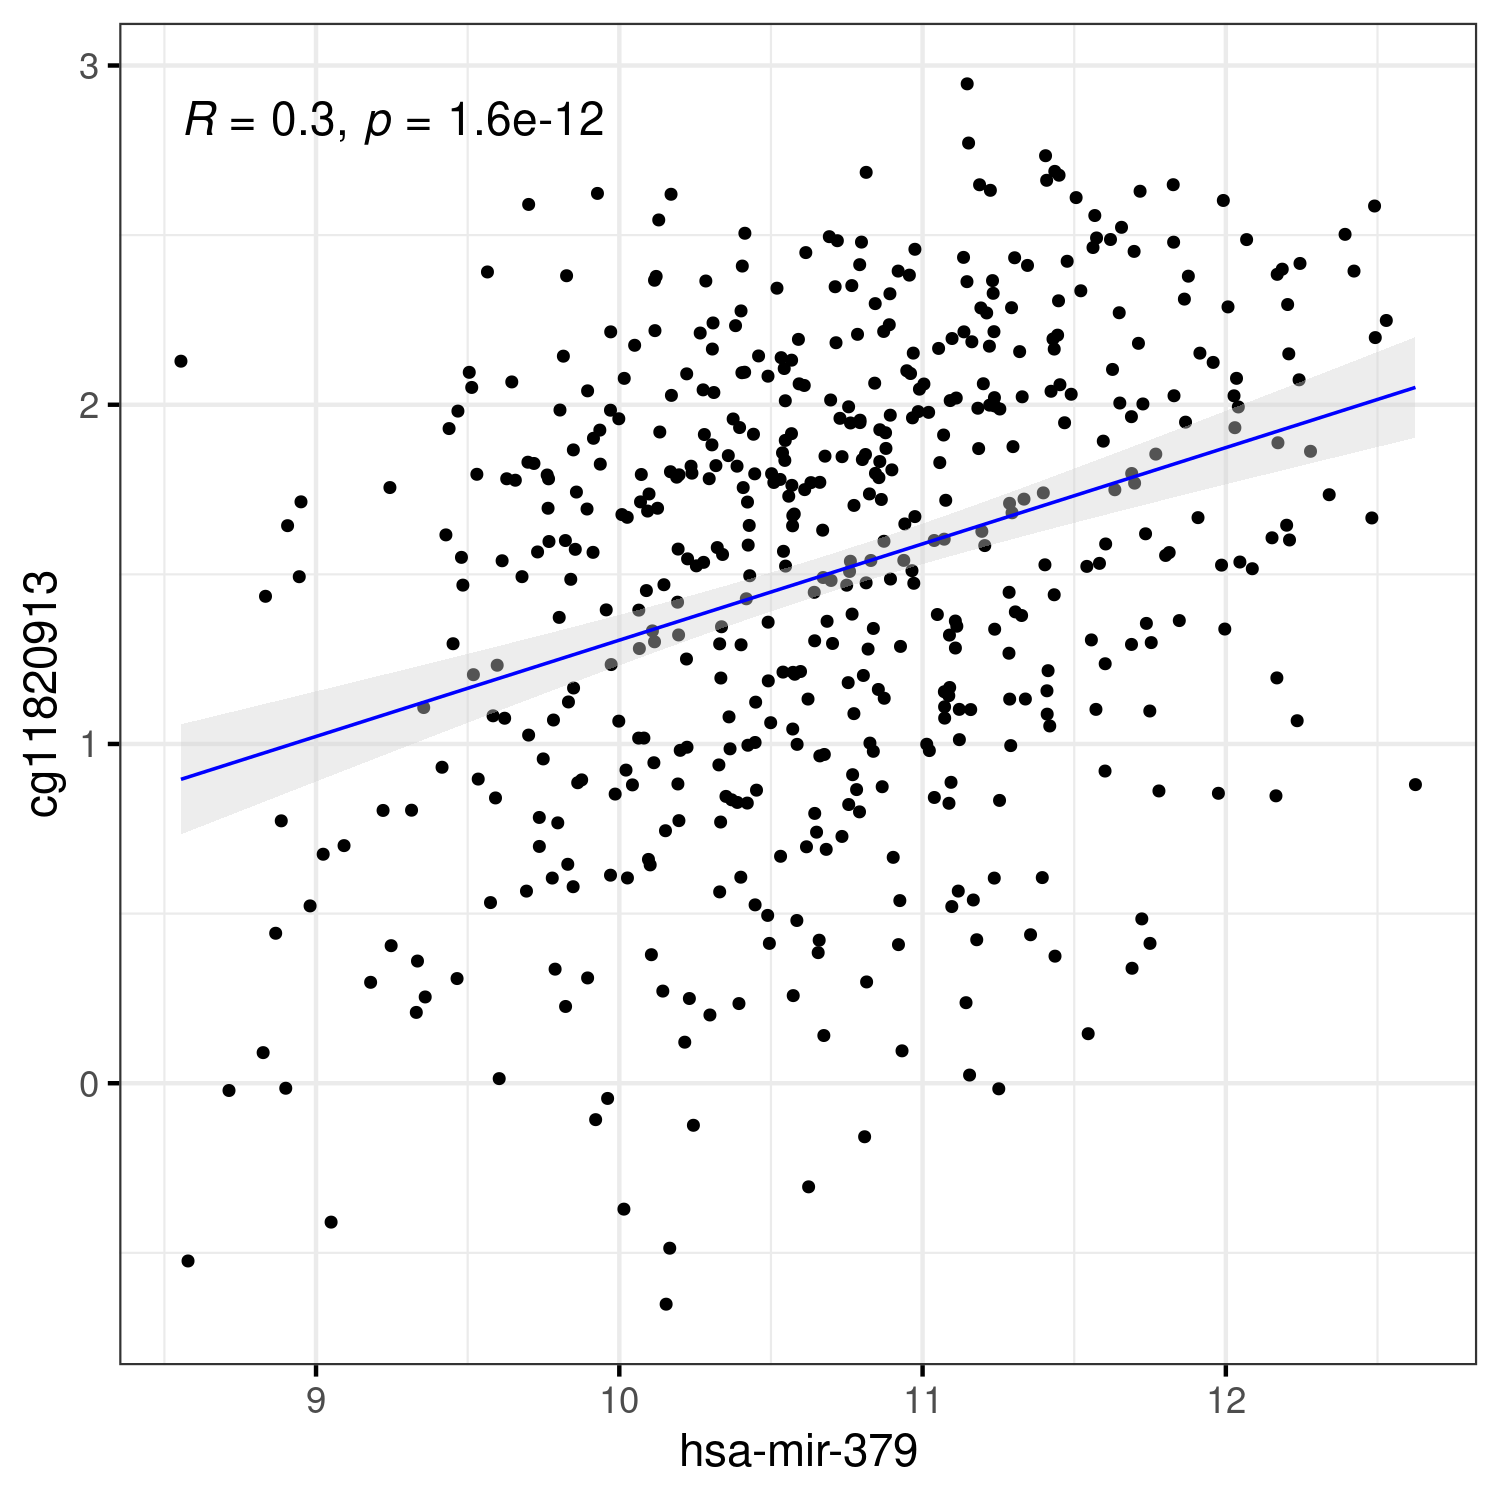 R = 0.3, p = 1.6e-12
3
2
1
0
cg11820913
9 10 11 12
hsa-mir-379